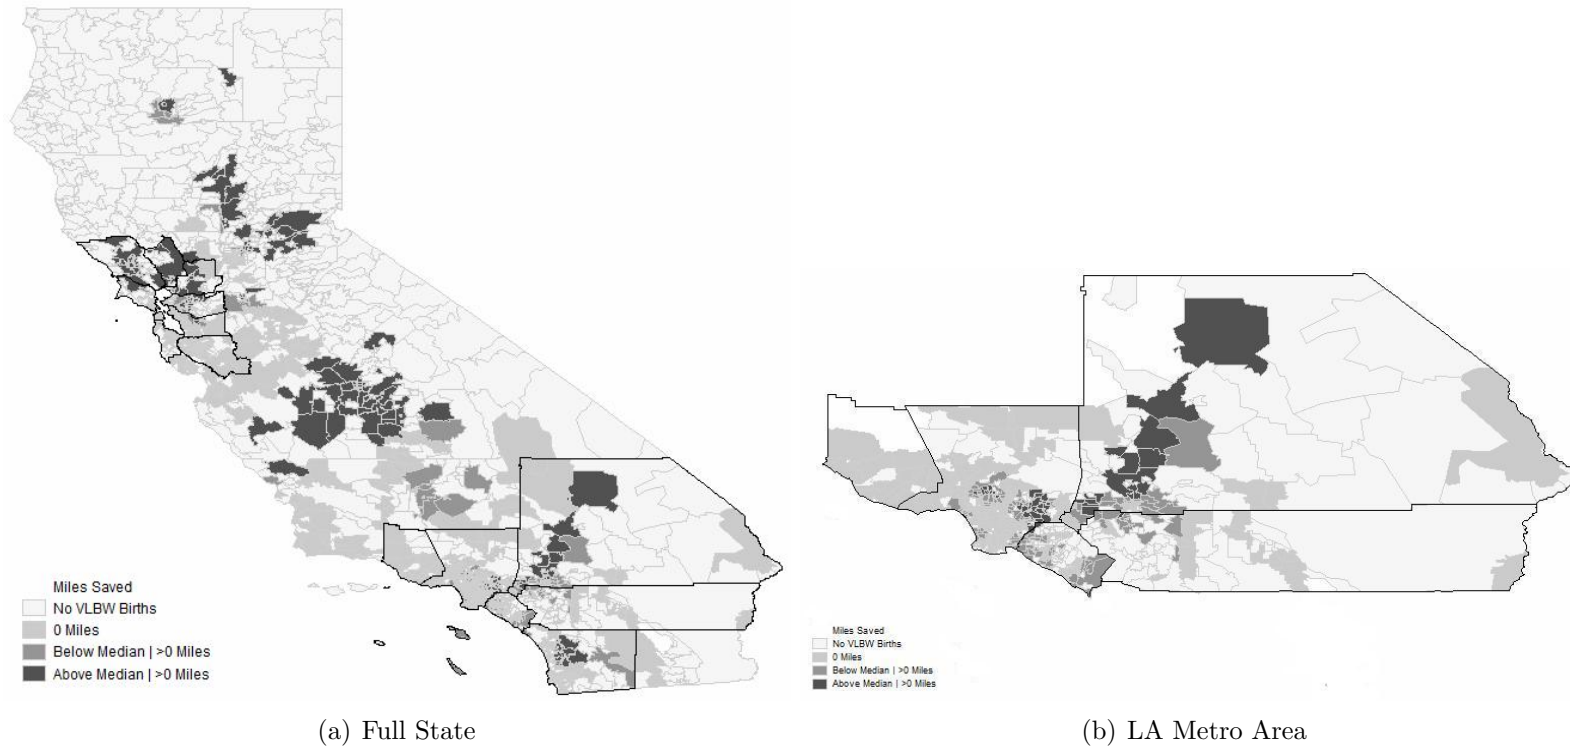 Miles Saved
No VLBW Births
0 Miles
Below Median | >0 Miles
Above Median | >0 Miles
(a) Full State
Miles Saved
No VLBW Births
0 Miles
Below Median | >0 Miles
Above Median | >0 Miles
(b) LA Metro Area